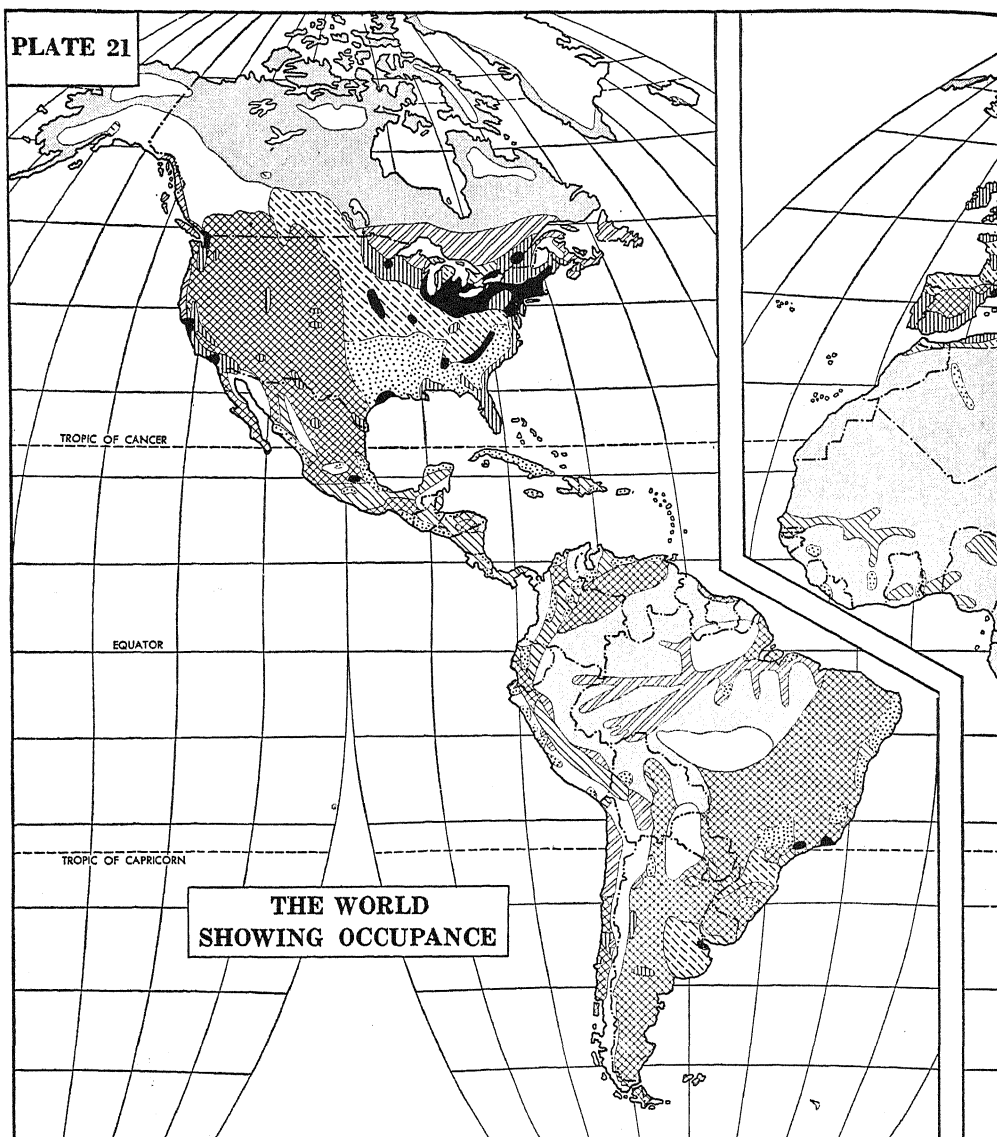 PLATE 21
TROPIC OF CANCER
EQUATOR
TROPIC OF CAPRICORN
THE WORLD
SHOWING OCCUPANCE